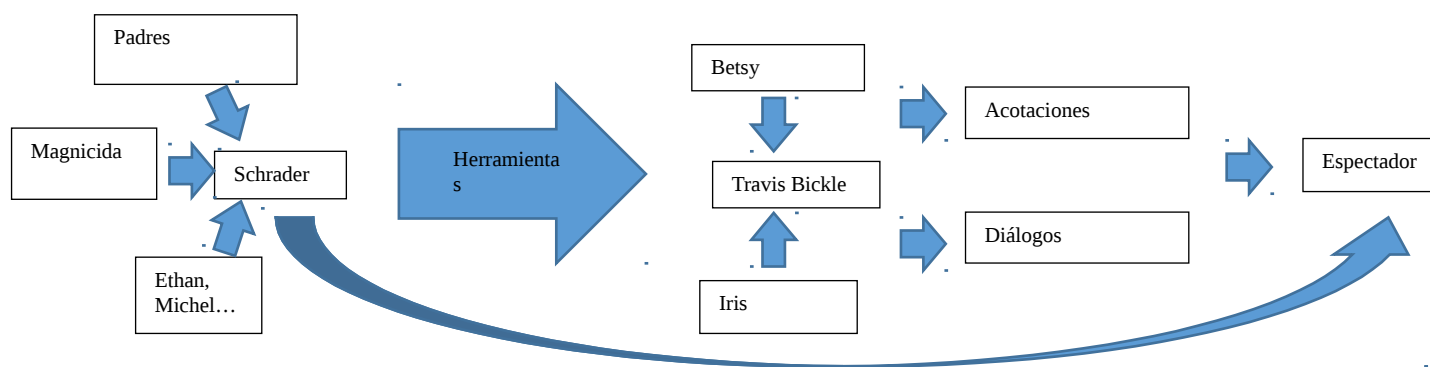 Padres
Magnicida
Schrader
Ethan,
Michel…
Herramienta
s
Betsy
Travis Bickle
Iris
Acotaciones
Diálogos
Espectador